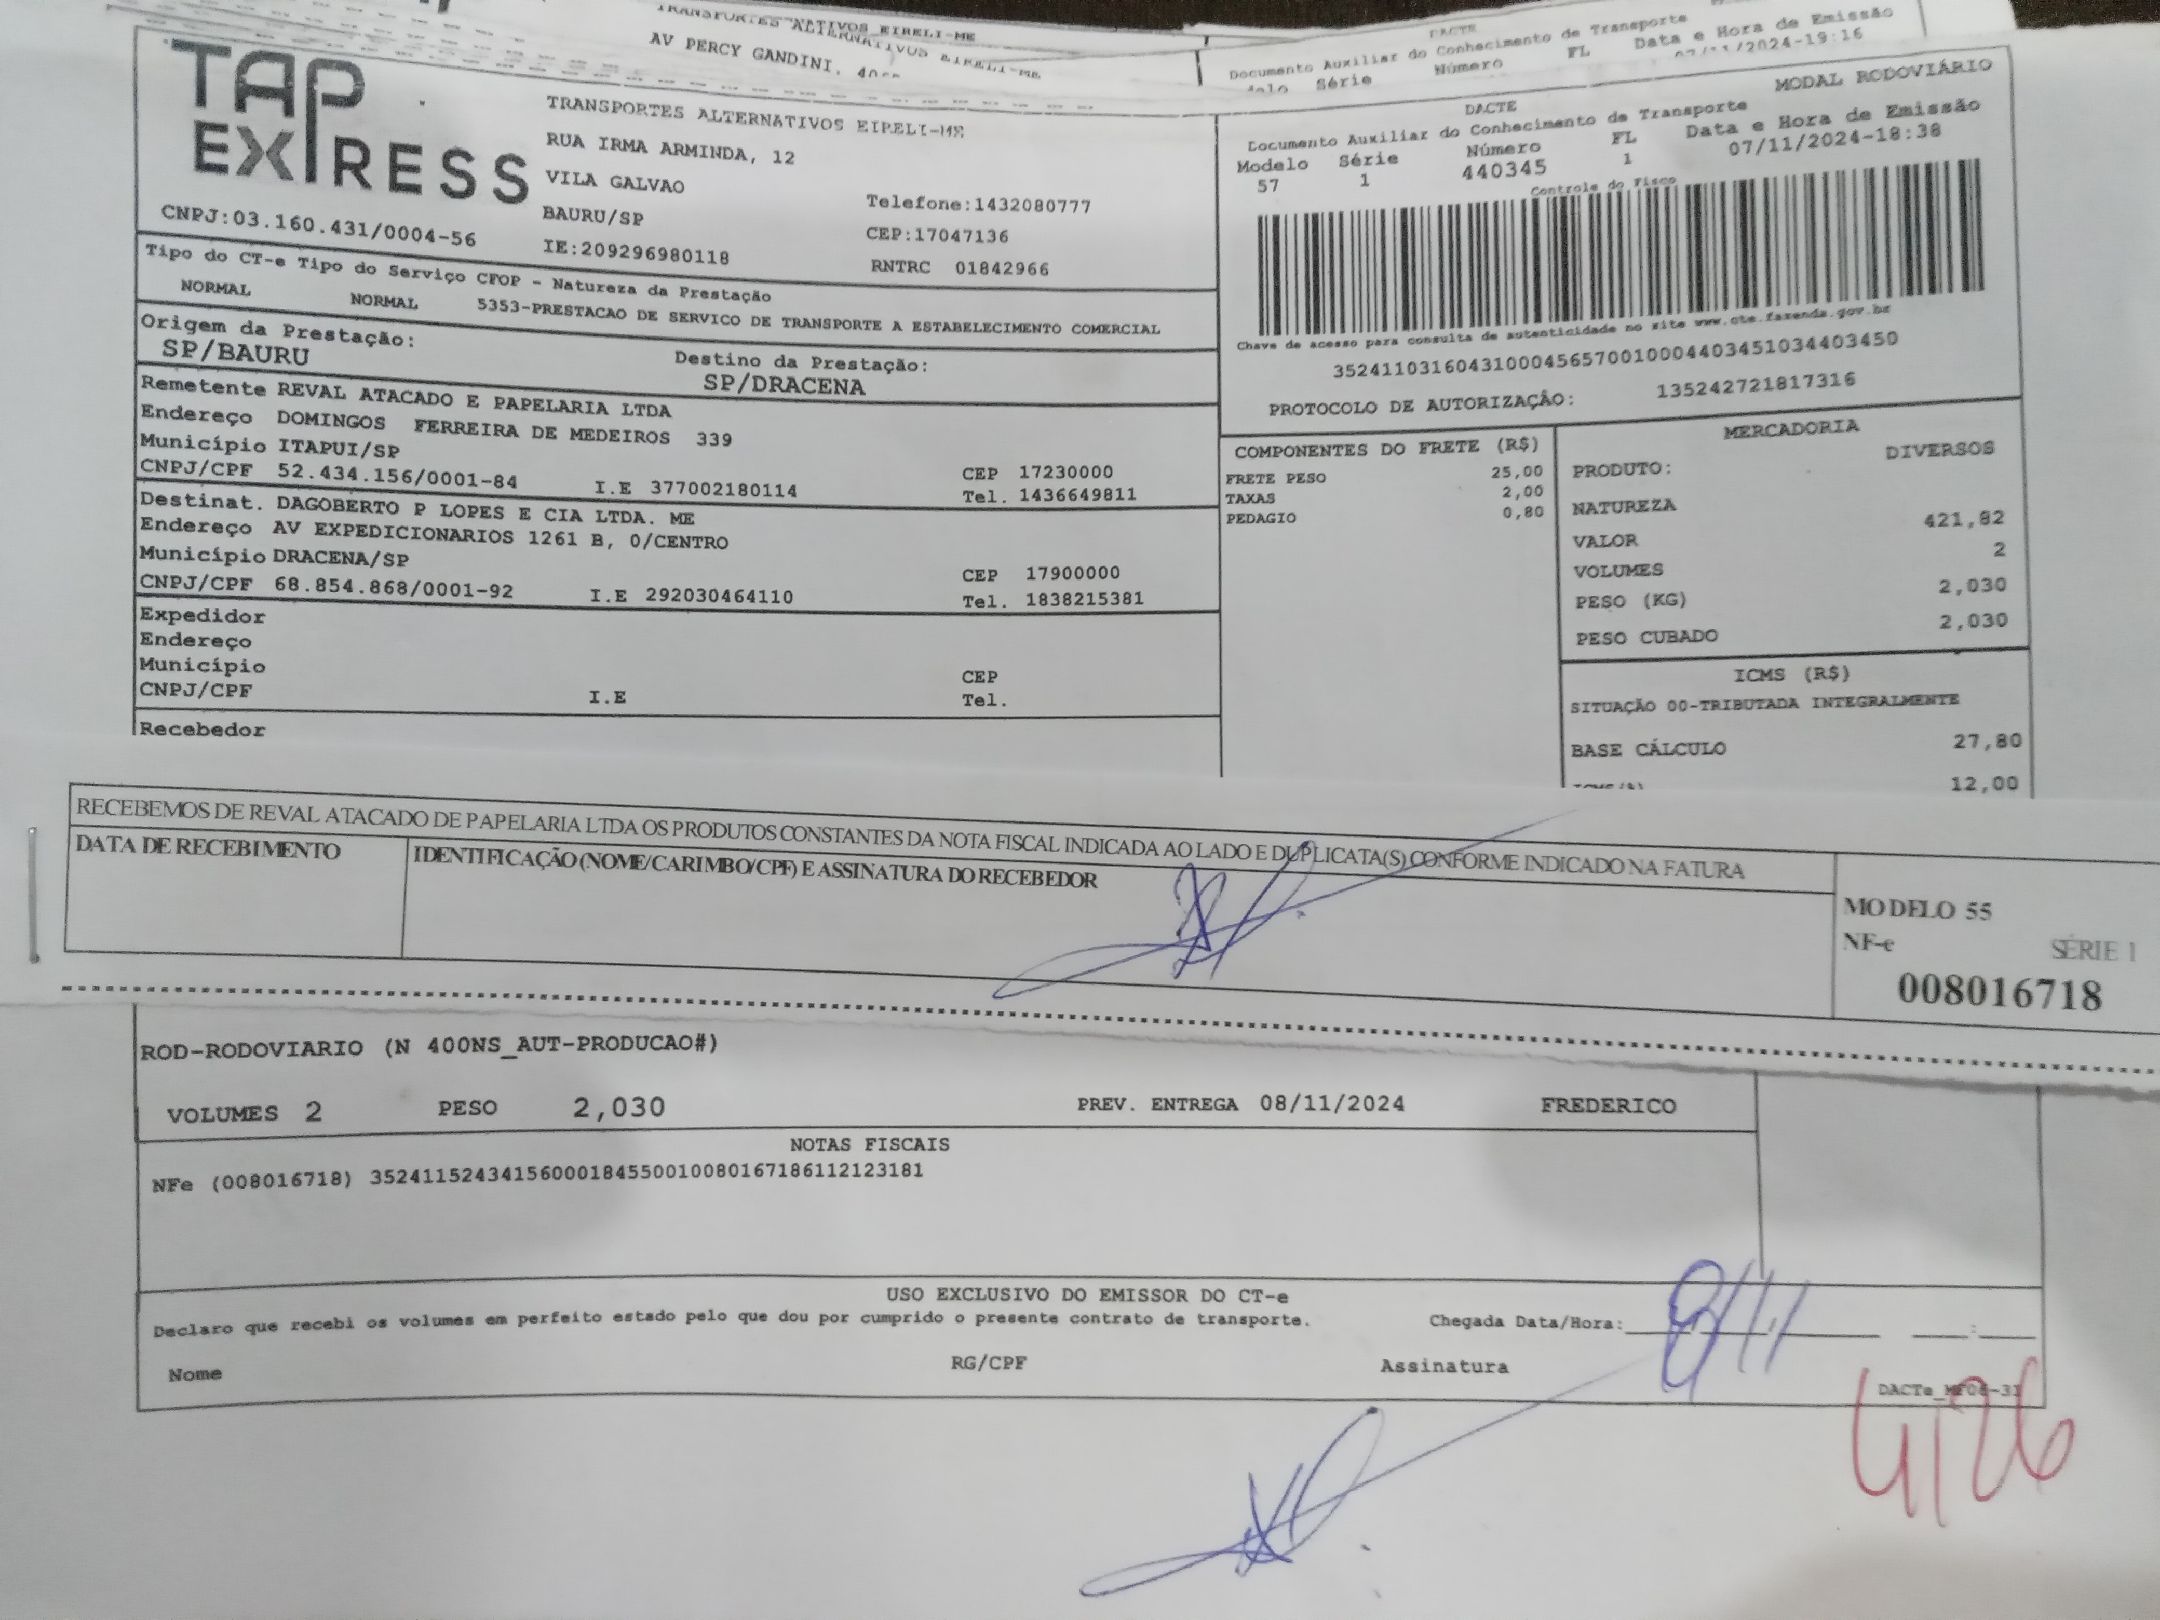 TRANSPORTES ALTERNATIVOS EIRELI-ME
AV PERCY GANDINI,
DACTE
Documento Auxiliar do Conhecimento de Transporte
Série Número FL Data e Hora de Emissão
07/11/2024-19:16
TAP
EXPRESS
CNPJ:03.160.431/0004-56
TRANSPORTES ALTERNATIVOS EIRELI-ME
RUA IRMA ARMINDA, 12
VILA GALVAO
BAURU/SP
IE:209296980118
Telefone:1432080777
CEP:17047136
RNTRC 01842966
MODAL RODOVIÁRIO
DACTE
Documento Auxiliar do Conhecimento de Transporte
Modelo Série Número FL Data e Hora de Emissão
57 1 440345 1 07/11/2024-18:38
Controle do Fisco
Chave de acesso para consulta de autenticidade no site www.cte.fazenda.gov.br
35241103160431000456570010004403451034403450
PROTOCOLO DE AUTORIZAÇÃO: 135242721817316
Tipo do CT-e Tipo do Serviço CFOP - Natureza da Prestação
NORMAL NORMAL 5353-PRESTACAO DE SERVICO DE TRANSPORTE A ESTABELECIMENTO COMERCIAL
Origem da Prestação: Destino da Prestação:
SP/BAURU SP/DRACENA
Remetente REVAL ATACADO E PAPELARIA LTDA
Endereço DOMINGOS FERREIRA DE MEDEIROS 339
Município ITAPUI/SP CEP 17230000
CNPJ/CPF 52.434.156/0001-84 I.E 377002180114 Tel. 1436649811
Destinat. DAGOBERTO P LOPES E CIA LTDA. ME
Endereço AV EXPEDICIONARIOS 1261 B, 0/CENTRO
Município DRACENA/SP CEP 17900000
CNPJ/CPF 68.854.868/0001-92 I.E 292030464110 Tel. 1838215381
Expedidor
Endereço
Município CEP
CNPJ/CPF I.E Tel.
Recebedor
COMPONENTES DO FRETE (R$)
FRETE PESO 25,00
TAXAS 2,00
PEDAGIO 0,80
MERCADORIA
PRODUTO: DIVERSOS
NATUREZA
VALOR 421,82
VOLUMES 2
PESO (KG) 2,030
PESO CUBADO 2,030
ICMS (R$)
SITUAÇÃO 00-TRIBUTADA INTEGRALMENTE
BASE CÁLCULO 27,80
12,00
RECEBEMOS DE REVAL ATACADO DE PAPELARIA LTDA OS PRODUTOS CONSTANTES DA NOTA FISCAL INDICADA AO LADO E DUPLICATA(S) CONFORME INDICADO NA FATURA
DATA DE RECEBIMENTO
IDENTIFICAÇÃO (NOME/CARIMBO/CPF) E ASSINATURA DO RECEBEDOR
MODELO 55
NF-e SÉRIE 1
008016718
ROD-RODOVIARIO (N 400NS_AUT-PRODUCAO#)
VOLUMES 2 PESO 2,030 PREV. ENTREGA 08/11/2024 FREDERICO
NOTAS FISCAIS
NFe (008016718) 35241152434156000184550010080167186112123181
USO EXCLUSIVO DO EMISSOR DO CT-e
Declaro que recebi os volumes em perfeito estado pelo que dou por cumprido o presente contrato de transporte. Chegada Data/Hora:
Nome RG/CPF Assinatura
4126